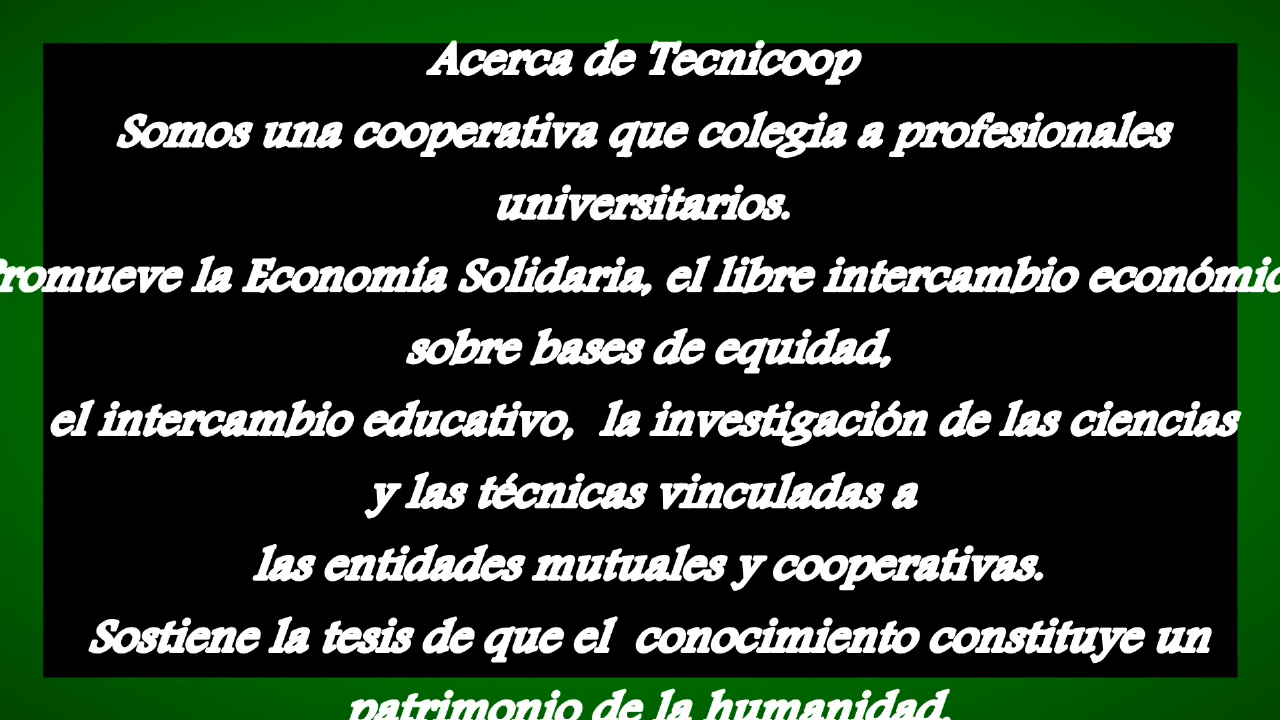 Acerca de Tecnicoop
Somos una cooperativa que colegia a profesionales
universitarios.
Promueve la Economía Solidaria, el libre intercambio económic
sobre bases de equidad,
el intercambio educativo, la investigación de las ciencias
y las técnicas vinculadas a
las entidades mutuales y cooperativas.
Sostiene la tesis de que el conocimiento constituye un
patrimonio de la humanidad.